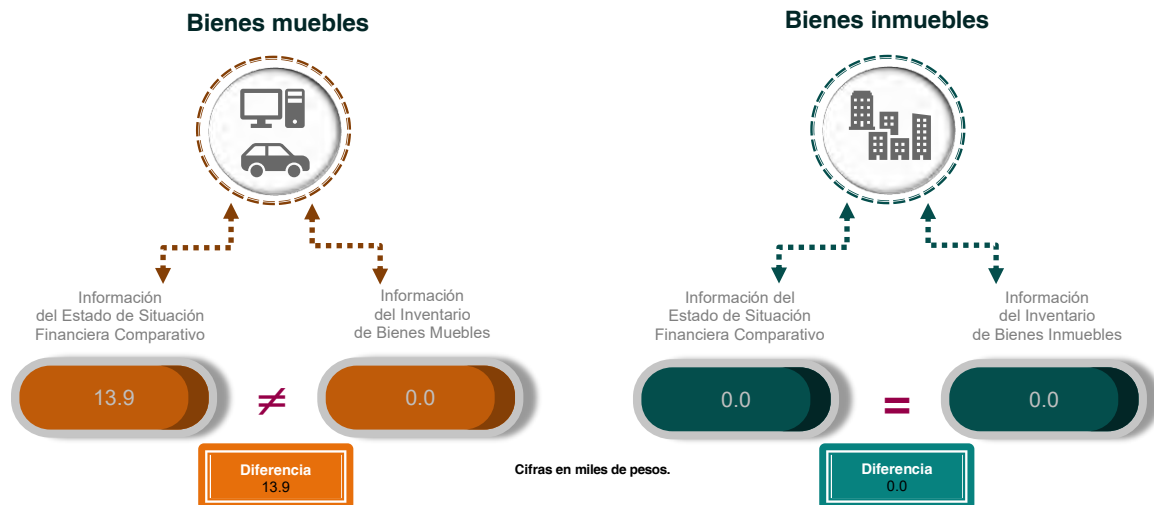 Bienes muebles
Información
del Estado de Situación
Financiera Comparativo
Información
del Inventario
de Bienes Muebles
13.9
≠
0.0
Diferencia
13.9
Cifras en miles de pesos.
Bienes inmuebles
Información del
Estado de Situación
Financiera Comparativo
Información
del Inventario
de Bienes Inmuebles
0.0
=
0.0
Diferencia
0.0